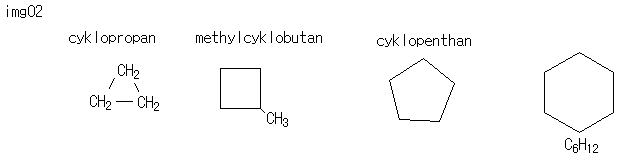 img02
cyklopropan methylcyklobutan cyklopenthan
CH₂
CH₂ CH₂
CH₃
C₆H₁₂